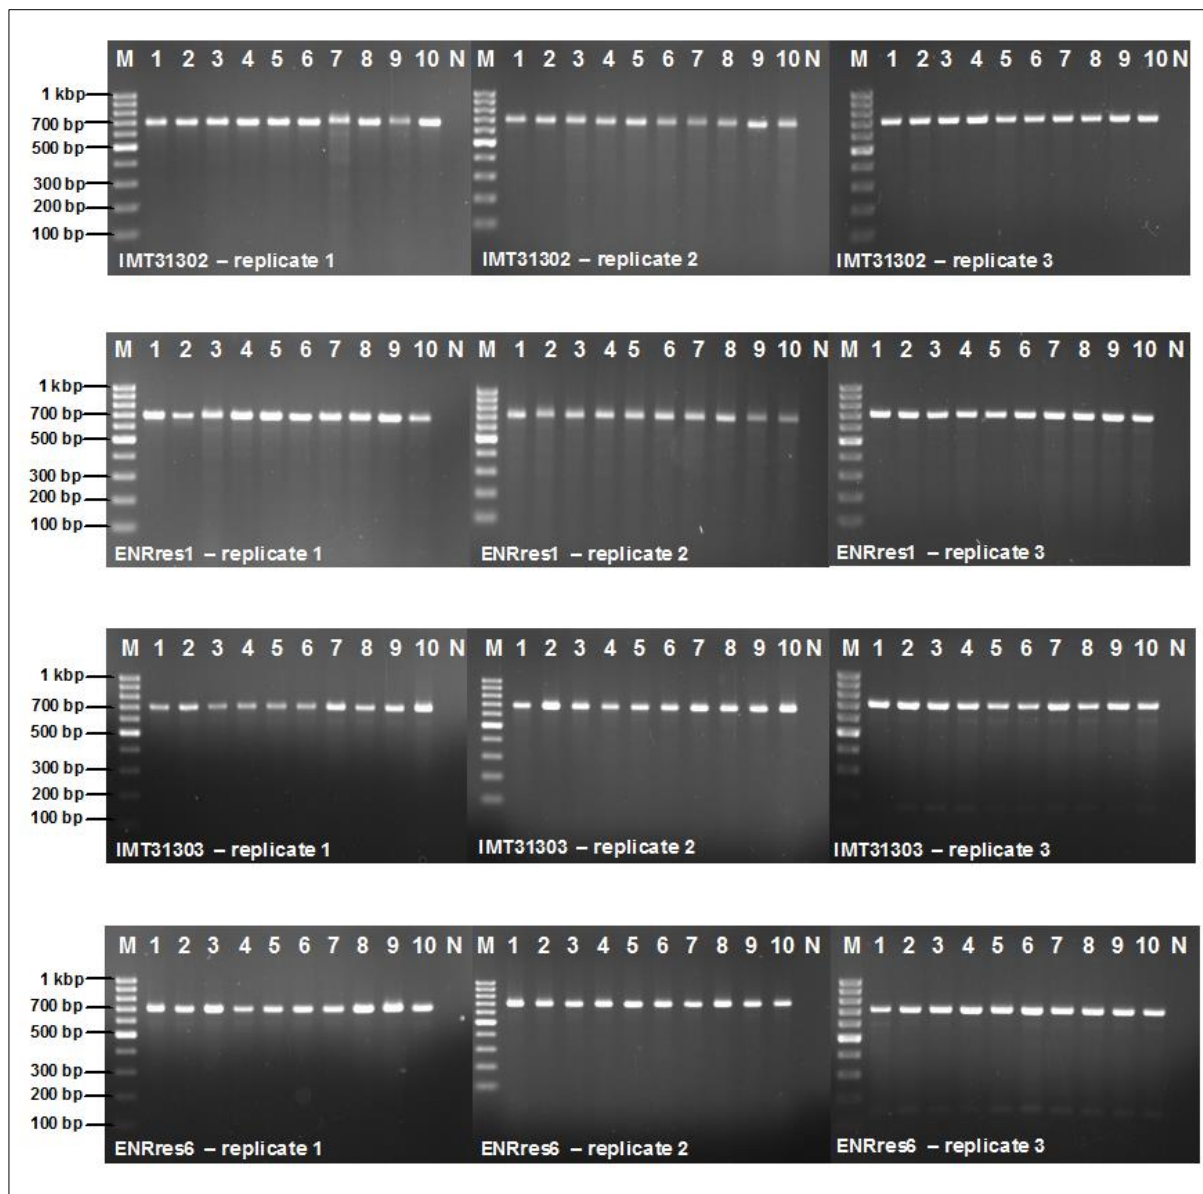 M 1 2 3 4 5 6 7 8 9 10 N M 1 2 3 4 5 6 7 8 9 10 N M 1 2 3 4 5 6 7 8 9 10 N
1 kbp
700 bp
500 bp
300 bp
200 bp
100 bp
IMT31302 – replicate 1 IMT31302 – replicate 2 IMT31302 – replicate 3
M 1 2 3 4 5 6 7 8 9 10 N M 1 2 3 4 5 6 7 8 9 10 N M 1 2 3 4 5 6 7 8 9 10 N
1 kbp
700 bp
500 bp
300 bp
200 bp
100 bp
ENRres1 – replicate 1 ENRres1 – replicate 2 ENRres1 – replicate 3
M 1 2 3 4 5 6 7 8 9 10 N M 1 2 3 4 5 6 7 8 9 10 N M 1 2 3 4 5 6 7 8 9 10 N
1 kbp
700 bp
500 bp
300 bp
200 bp
100 bp
IMT31303 – replicate 1 IMT31303 – replicate 2 IMT31303 – replicate 3
M 1 2 3 4 5 6 7 8 9 10 N M 1 2 3 4 5 6 7 8 9 10 N M 1 2 3 4 5 6 7 8 9 10 N
1 kbp
700 bp
500 bp
300 bp
200 bp
100 bp
ENRres6 – replicate 1 ENRres6 – replicate 2 ENRres6 – replicate 3